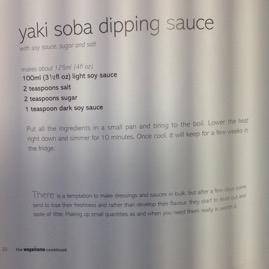 yaki soba dipping sauce
with soy sauce, sugar and salt
makes about 125ml (4fl oz)
100ml (3½fl oz) light soy sauce
2 teaspoons salt
2 teaspoons sugar
1 teaspoon dark soy sauce
Put all the ingredients in a small pan and bring to the boil. Lower the heat
right down and simmer for 10 minutes. Once cool, it will keep for a few weeks in
the fridge.
There is a temptation to make dressings and sauces in bulk, but after a few days some
tend to lose their freshness and rather than develop their flavour they start to dull out and
taste of little. Making up small quantities as and when you need them really is worth it.
the wagamama cookbook